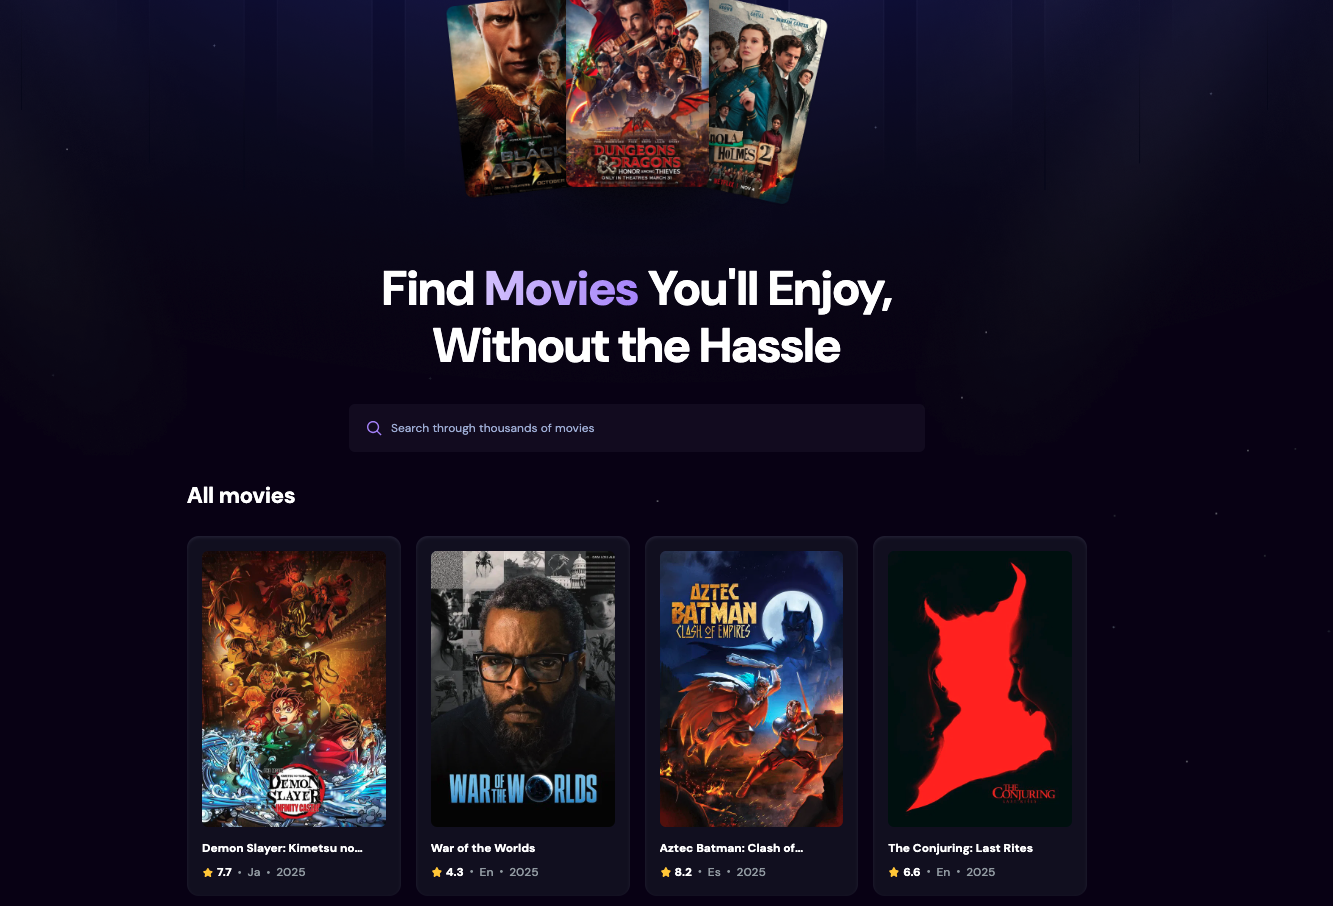 BLACK
ADAM
DUNGEONS
& DRAGONS
HONOR AMONG THIEVES
ONLY IN THEATRES MARCH 31
OLA
HOLMES 2
NOV 4
Find Movies You'll Enjoy,
Without the Hassle
Search through thousands of movies
All movies
DEMON
SLAYER
INFINITY CASTLE
WAR OF THE WORLDS
AZTEC
BATMAN
CLASH OF EMPIRES
THE
CONJURING
LAST RITES
Demon Slayer: Kimetsu no...
War of the Worlds
Aztec Batman: Clash of...
The Conjuring: Last Rites
7.7 • Ja • 2025
4.3 • En • 2025
8.2 • Es • 2025
6.6 • En • 2025